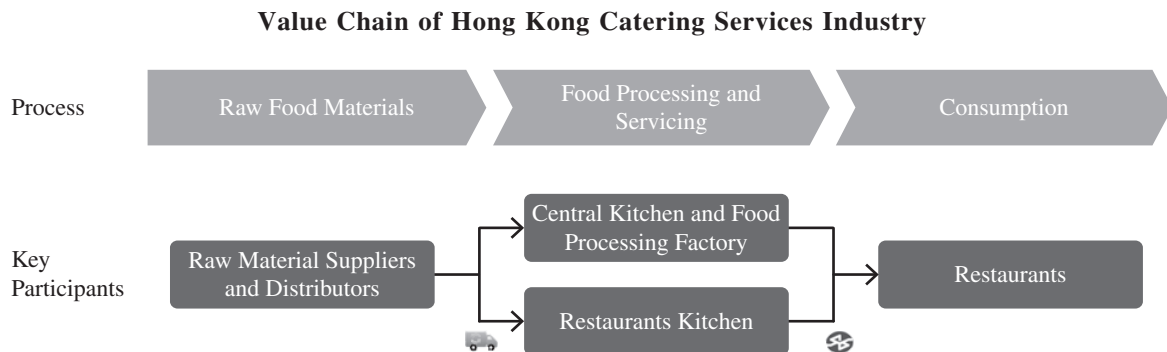 Value Chain of Hong Kong Catering Services Industry
Process
Raw Food Materials
Food Processing and
Servicing
Consumption
Key
Participants
Raw Material Suppliers
and Distributors
Central Kitchen and Food
Processing Factory
Restaurants Kitchen
Restaurants